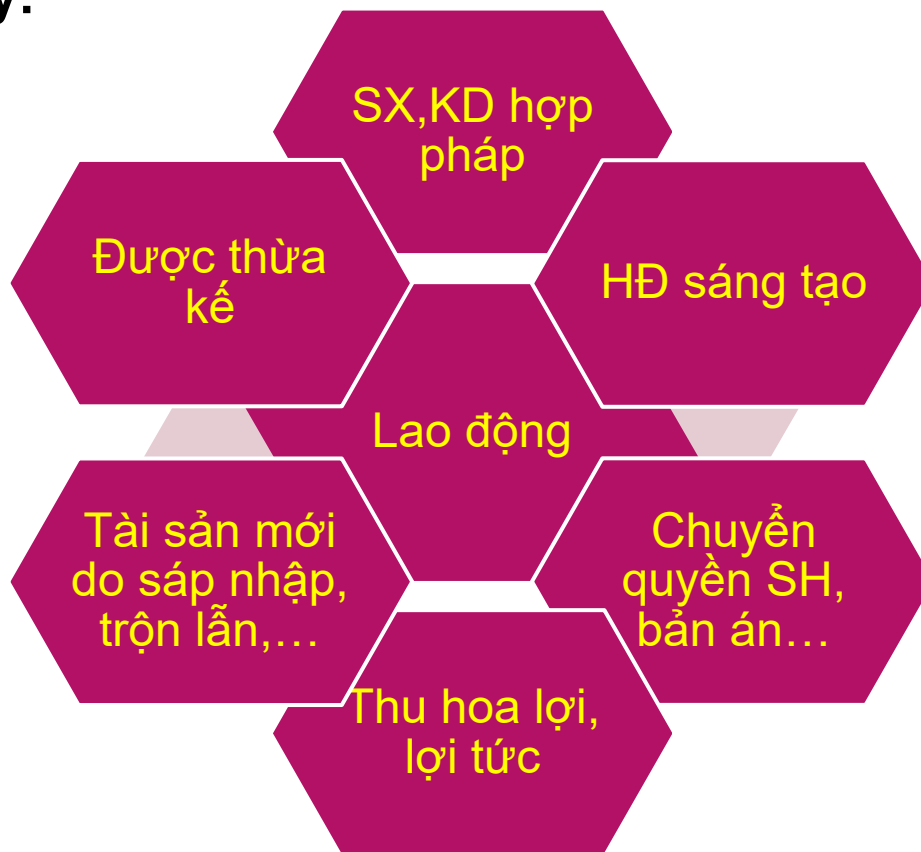 y:
SX,KD hợp
pháp
Được thừa
kế
HĐ sáng tạo
Lao động
Tài sản mới
do sáp nhập,
trộn lẫn,…
Chuyển
quyền SH,
bản án…
Thu hoa lợi,
lợi tức